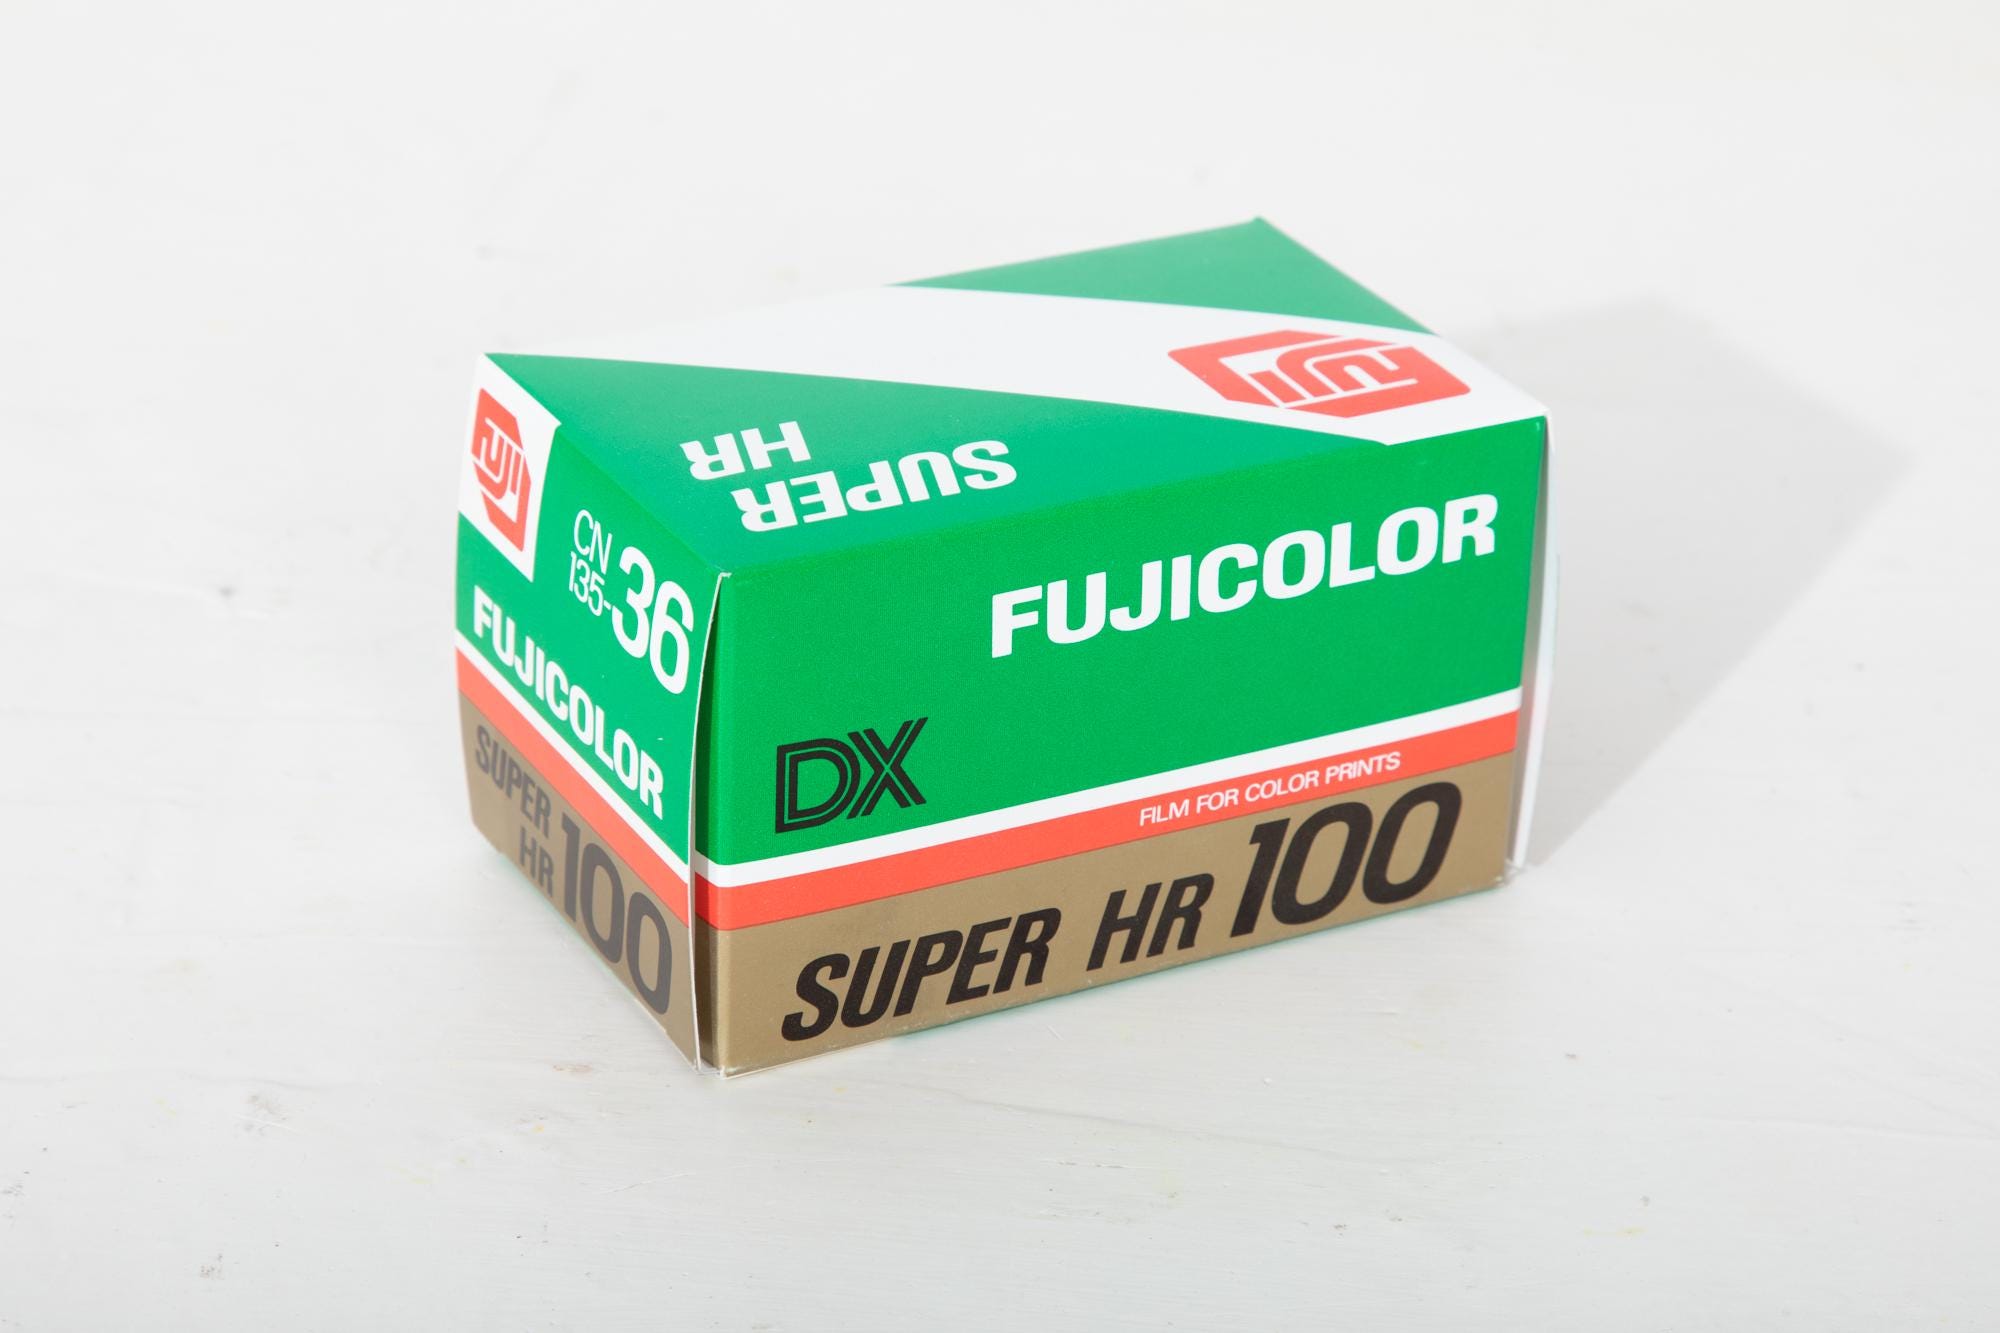 FUJI
SUPER
HR
FUJI
CN
135-36
FUJICOLOR
SUPER
HR 100
FUJICOLOR
DX
FILM FOR COLOR PRINTS
SUPER HR 100